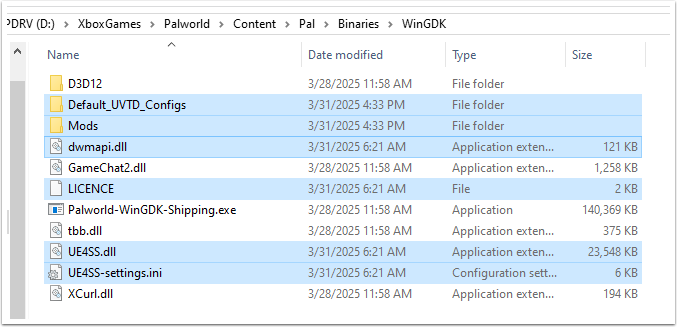 PDRV (D:) > XboxGames > Palworld > Content > Pal > Binaries > WinGDK
Name Date modified Type Size
D3D12 3/28/2025 11:58 AM File folder
Default_UVTD_Configs 3/31/2025 4:33 PM File folder
Mods 3/31/2025 4:33 PM File folder
dwmapi.dll 3/31/2025 6:21 AM Application exten... 121 KB
GameChat2.dll 3/28/2025 11:58 AM Application exten... 1,258 KB
LICENCE 3/31/2025 6:21 AM File 2 KB
Palworld-WinGDK-Shipping.exe 3/28/2025 11:58 AM Application 140,369 KB
tbb.dll 3/28/2025 11:58 AM Application exten... 375 KB
UE4SS.dll 3/31/2025 6:21 AM Application exten... 23,548 KB
UE4SS-settings.ini 3/31/2025 6:21 AM Configuration sett... 6 KB
XCurl.dll 3/28/2025 11:58 AM Application exten... 194 KB